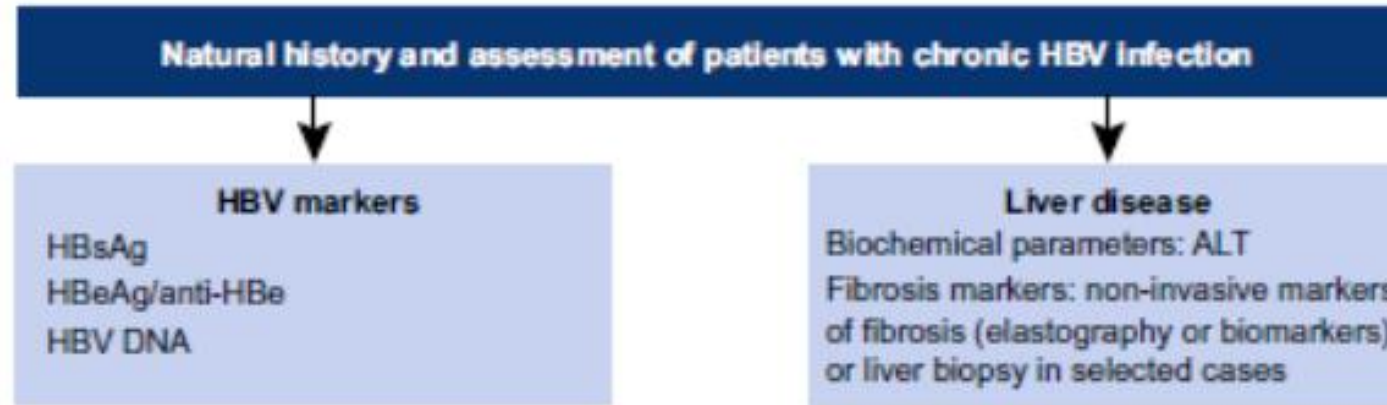 Natural history and assessment of patients with chronic HBV Infection
HBV markers
HBsAg
HBeAg/anti-HBe
HBV DNA
Liver disease
Biochemical parameters: ALT
Fibrosis markers: non-invasive markers
of fibrosis (elastography or biomarkers)
or liver biopsy in selected cases